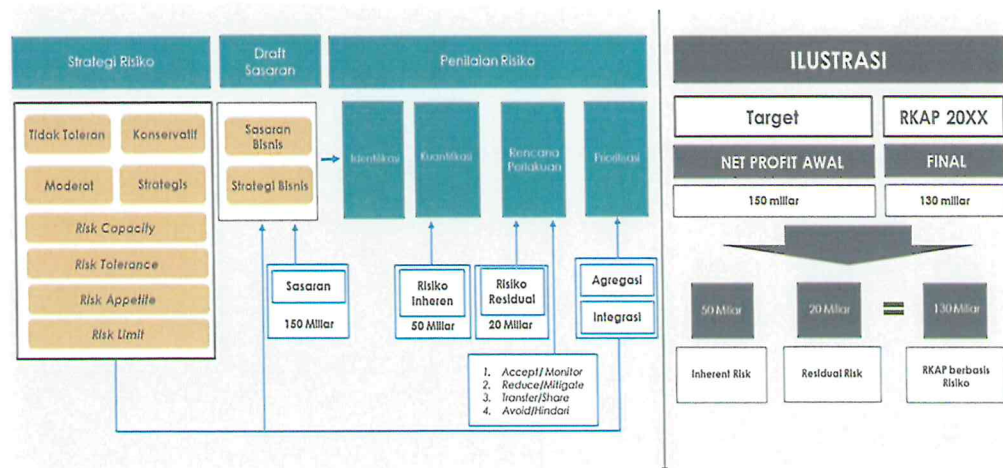 Strategi Risiko
Draft
Sasaran
Penilaian Risiko
Tidak Toleran
Konservatif
Moderat
Strategis
Risk Capacity
Risk Tolerance
Risk Appetite
Risk Limit
Sasaran
Bisnis
Strategi Bisnis
Identifikasi
Kuantifikasi
Rencana
Perlakuan
Prioritisasi
Sasaran
150 Miliar
Risiko
Inheren
50 Miliar
Risiko
Residual
20 Miliar
Agregasi
Integrasi
1. Accept/ Monitor
2. Reduce/Mitigate
3. Transfer/Share
4. Avoid/Hindari
ILUSTRASI
Target
RKAP 20XX
NET PROFIT AWAL
FINAL
150 miliar
130 miliar
50 Miliar
20 Miliar
=
130 miliar
Inherent Risk
Residual Risk
RKAP berbasis
Risiko